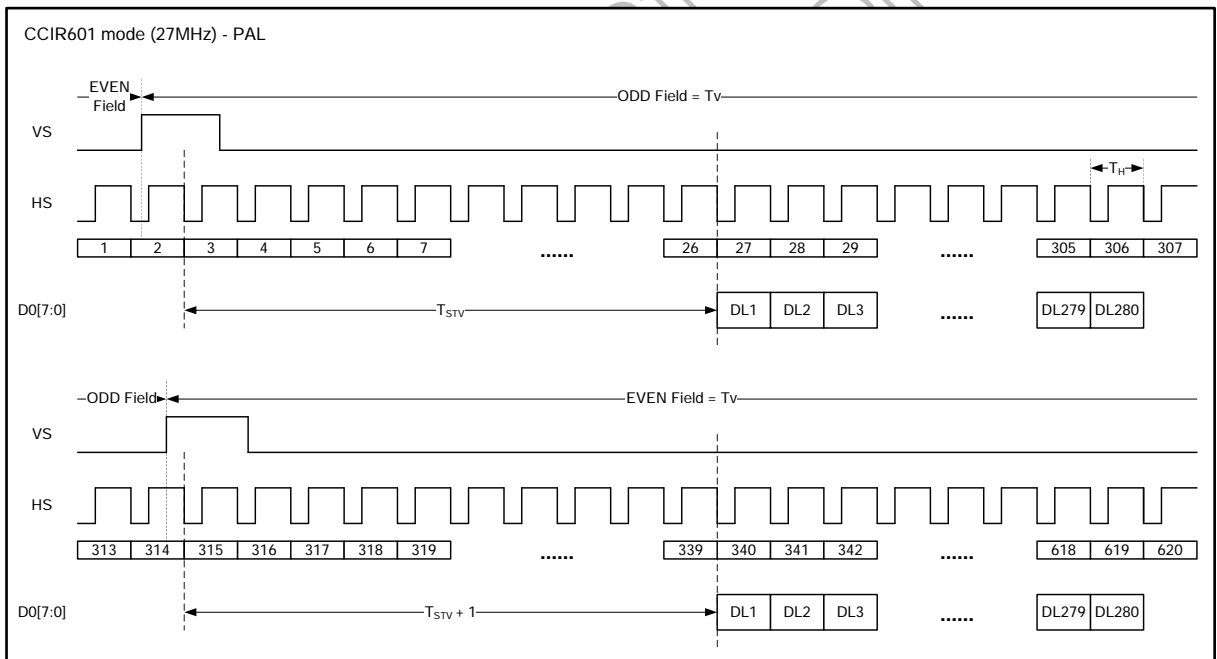 CCIR601 mode (27MHz) - PAL
EVEN
Field
ODD Field = Tv
VS
TH
HS
1 2 3 4 5 6 7 ...... 26 27 28 29 ...... 305 306 307
D0[7:0] TSTV DL1 DL2 DL3 ...... DL279 DL280
ODD Field EVEN Field = Tv
VS
HS
313 314 315 316 317 318 319 ...... 339 340 341 342 ...... 618 619 620
D0[7:0] TSTV + 1 DL1 DL2 DL3 ...... DL279 DL280